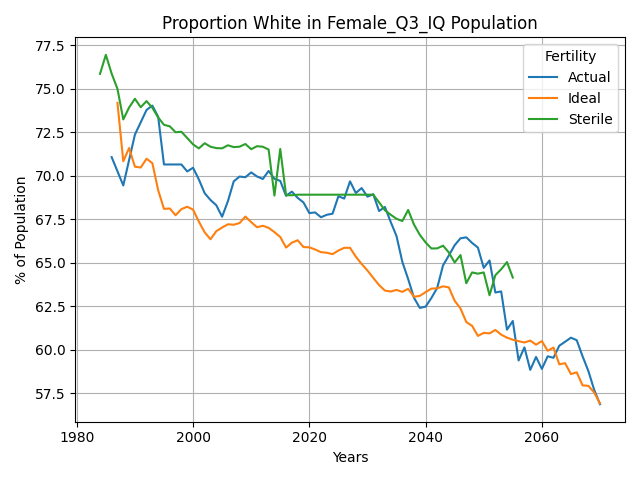 Proportion White in Female_Q3_IQ Population
Fertility
Actual
Ideal
Sterile
% of Population
77.5
75.0
72.5
70.0
67.5
65.0
62.5
60.0
57.5
1980
2000
2020
2040
2060
Years